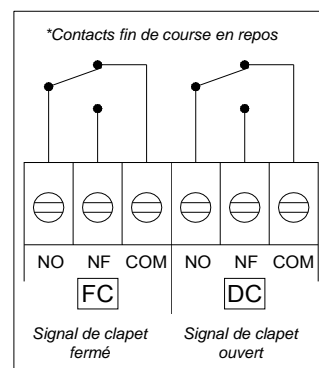 *Contacts fin de course en repos
NO NF COM NO NF COM
FC DC
Signal de clapet fermé
Signal de clapet ouvert